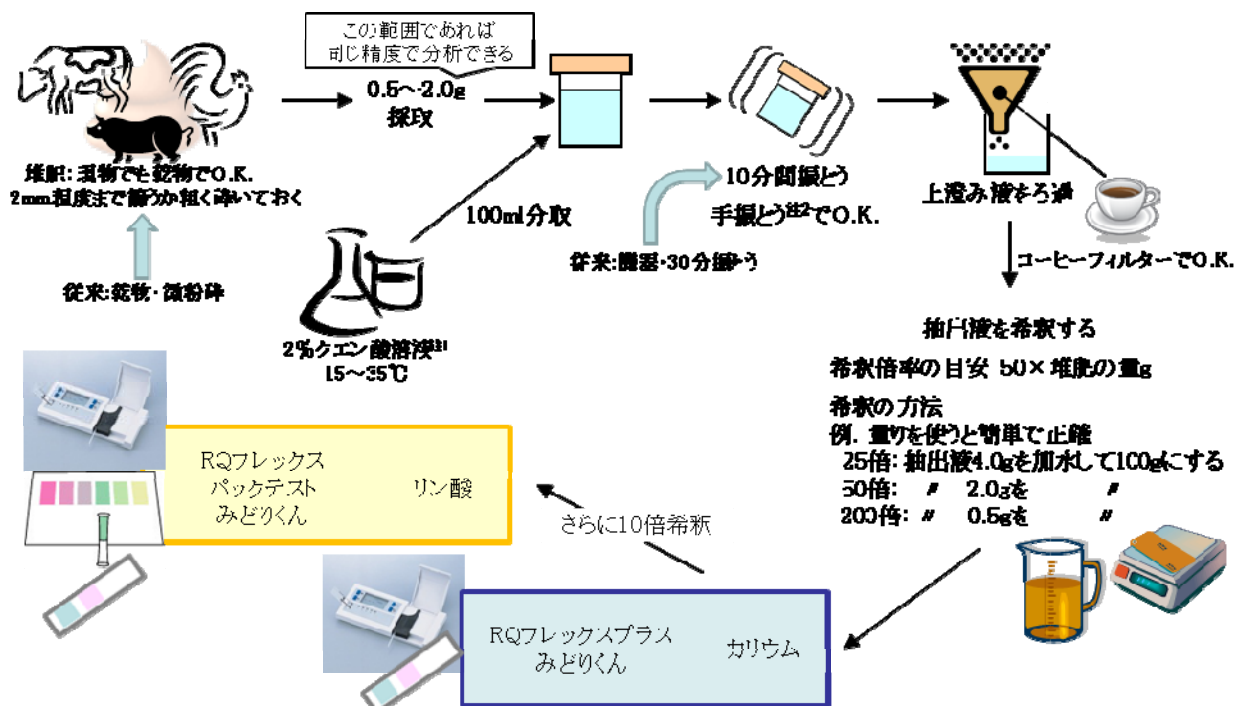 この範囲であれば
同じ精度で分析できる
0.5～2.0g
採取
堆肥：現物でも乾物でO.K.
2mm程度まで篩うか粗く砕いておく
従来：乾物・微粉砕
100ml分取
2%クエン酸溶液注1
15～35℃
10分間振とう
手振とう注2でO.K.
従来：機器・30分振とう
上澄み液をろ過
コーヒーフィルターでO.K.
抽出液を希釈する
希釈倍率の目安 50×堆肥の量g
希釈の方法
例．量りを使うと簡単で正確
25倍：抽出液4.0gを加水して100gにする
50倍： 〃 2.0gを 〃
200倍： 〃 0.5gを 〃
さらに10倍希釈
RQフレックス
パックテスト リン酸
みどりくん
RQフレックスプラス カリウム
みどりくん